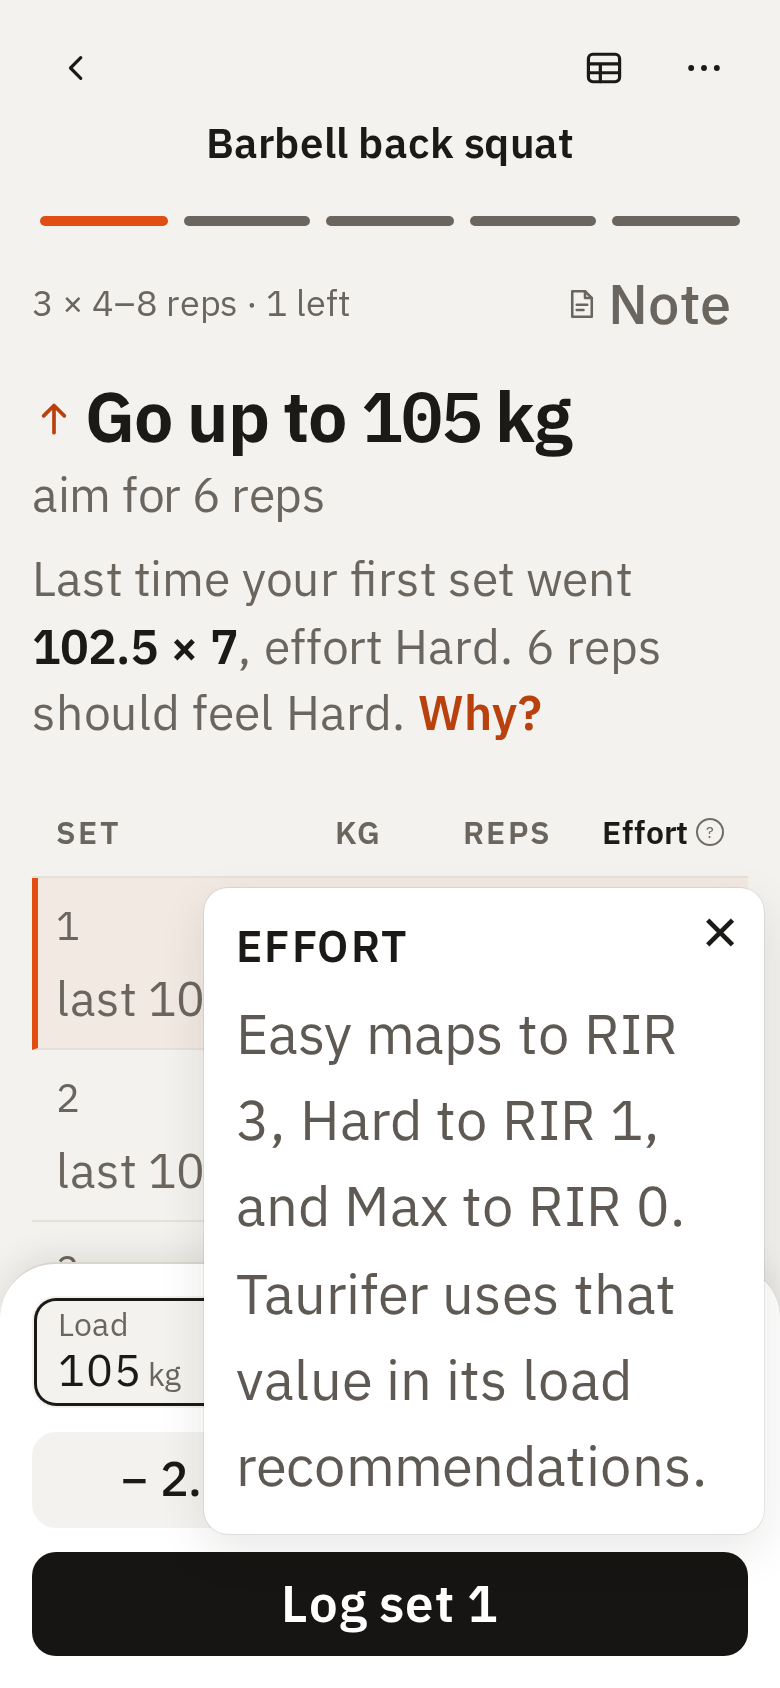 Barbell back squat
3 × 4–8 reps · 1 left
Note
Go up to 105 kg
aim for 6 reps
Last time your first set went
102.5 × 7, effort Hard. 6 reps
should feel Hard. Why?
SET KG REPS Effort ?
1
last 10
2
last 10
EFFORT
Easy maps to RIR
3, Hard to RIR 1,
and Max to RIR 0.
Taurifer uses that
value in its load
recommendations.
Load
105 kg
– 2.
Log set 1